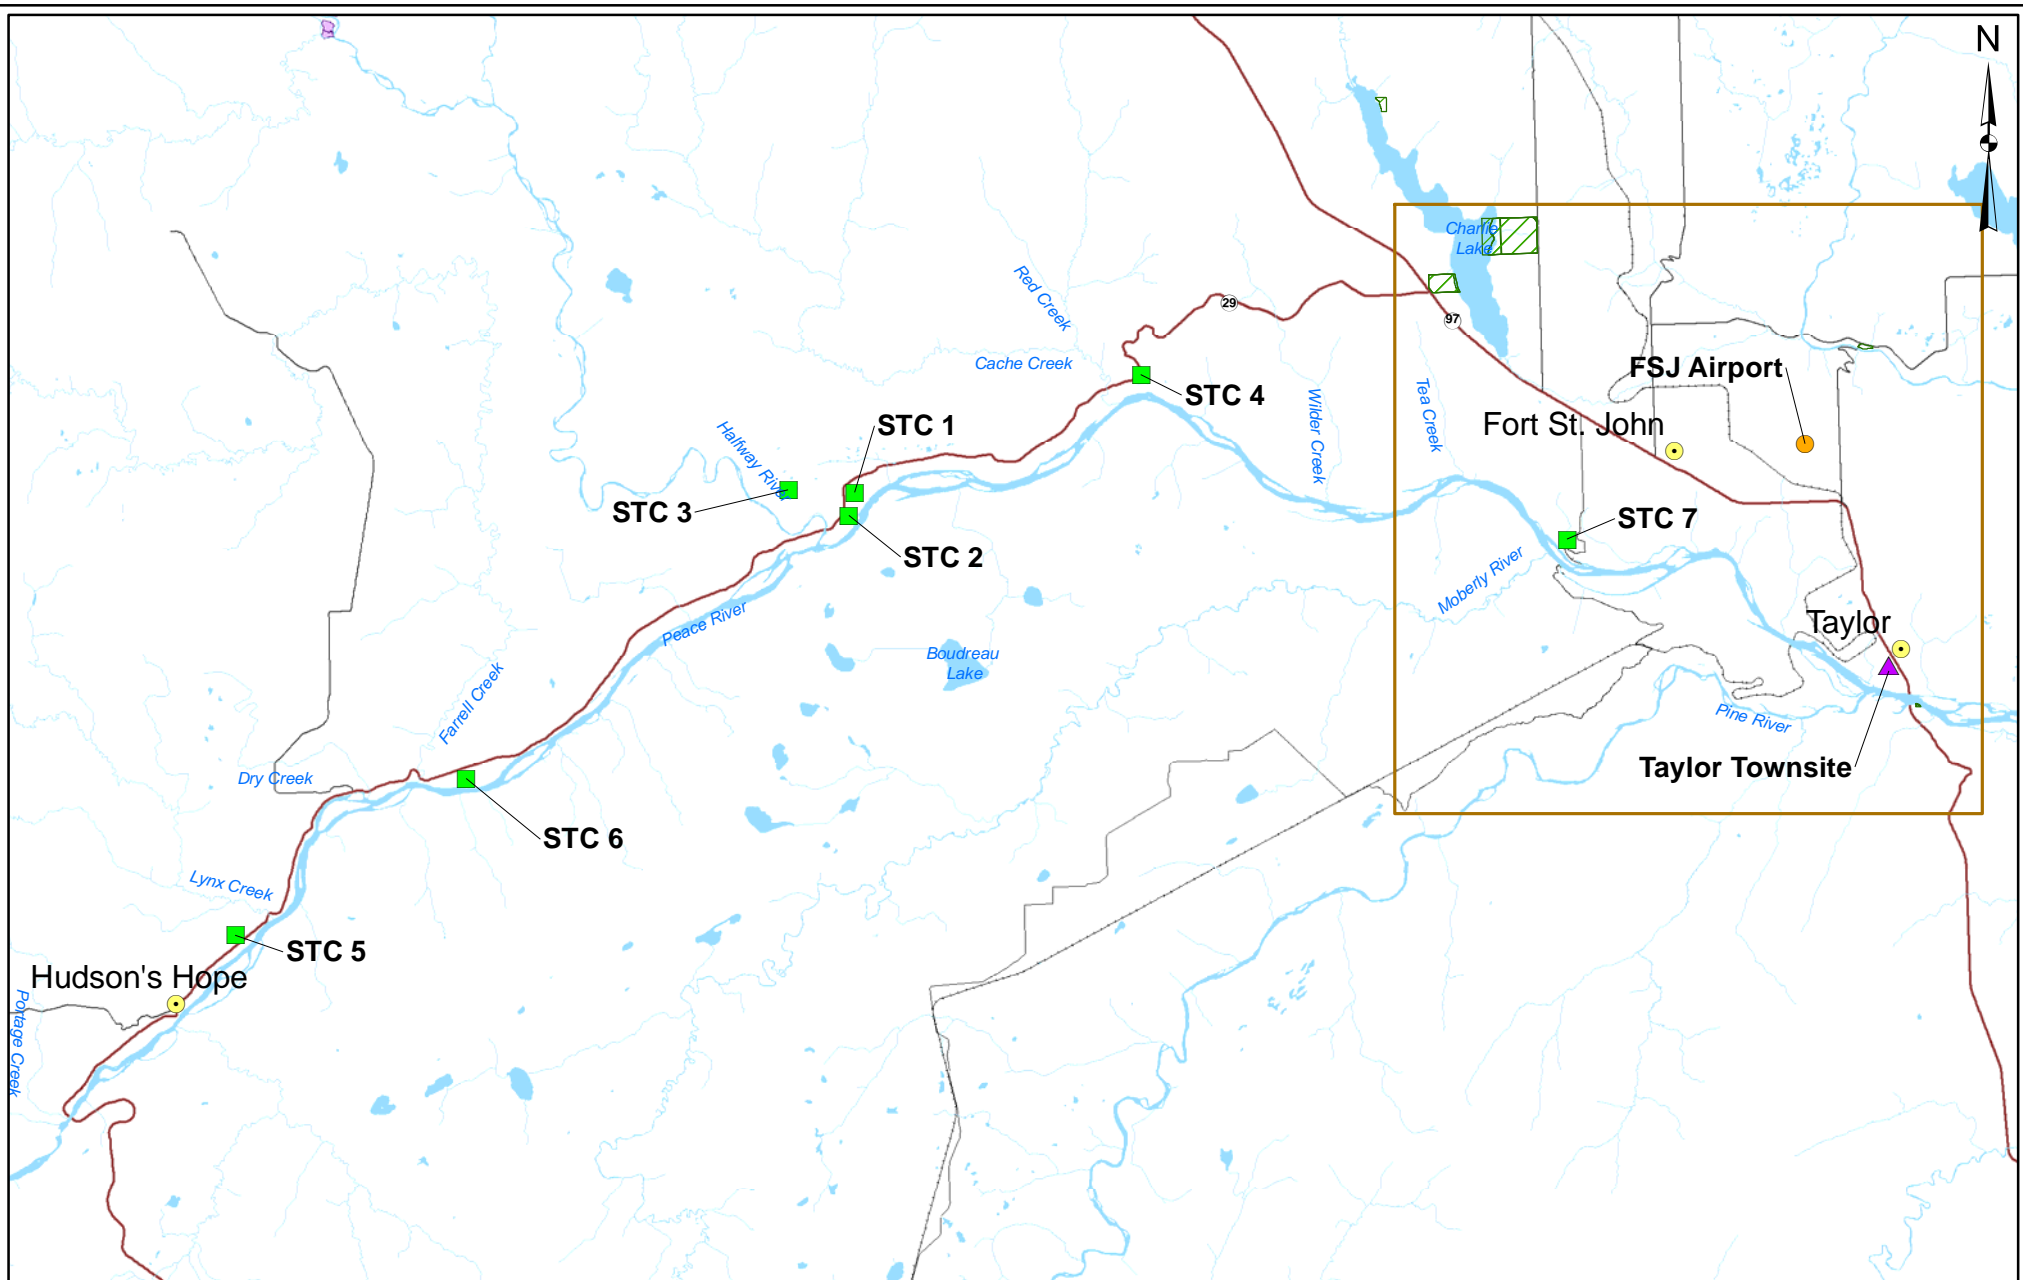 N
Charlie
Lake
Red Creek
29
97
Cache Creek
FSJ Airport
STC 4
Wilder Creek
Tea Creek
Fort St. John
STC 1
Halfway River
STC 3
STC 7
STC 2
Moberly River
Peace River
Taylor
Boudreau
Lake
Farrell Creek
Pine River
Dry Creek
Taylor Townsite
STC 6
Lynx Creek
STC 5
Hudson's Hope
Portage Creek